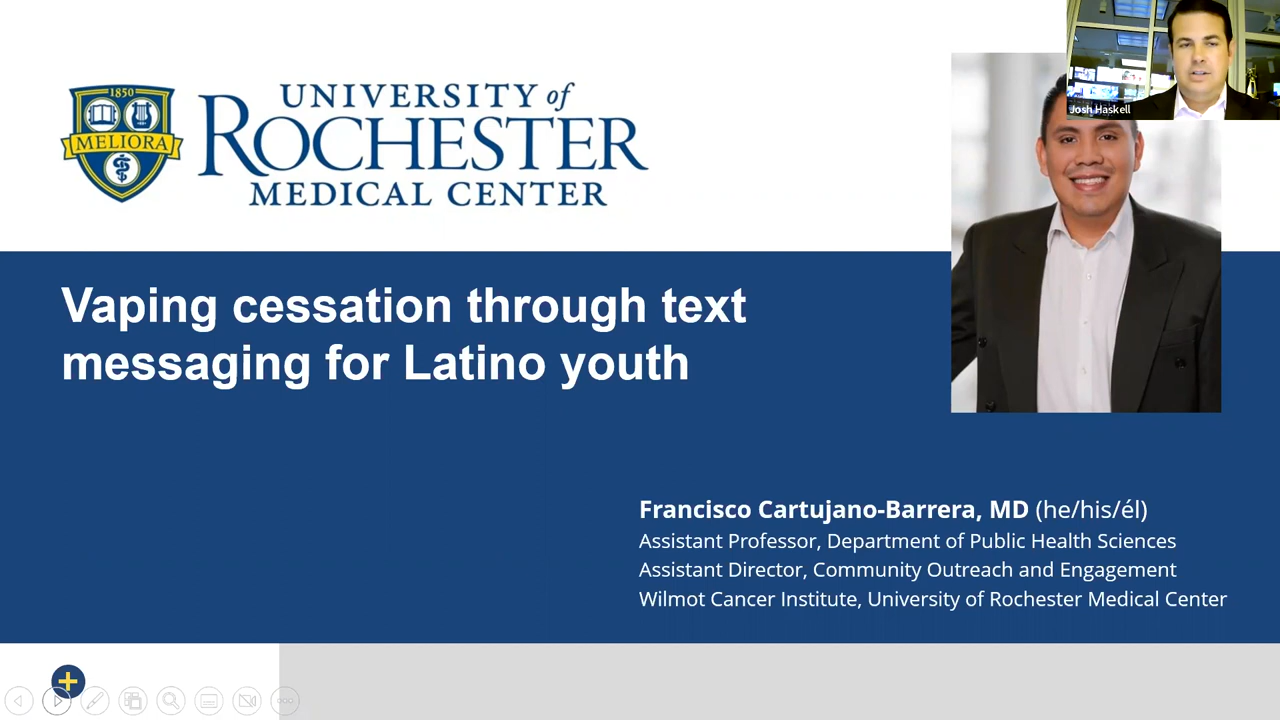 1850
MELIORA
UNIVERSITY of
ROCHESTER
MEDICAL CENTER
Josh Haskell
Vaping cessation through text
messaging for Latino youth
Francisco Cartujano-Barrera, MD (he/his/él)
Assistant Professor, Department of Public Health Sciences
Assistant Director, Community Outreach and Engagement
Wilmot Cancer Institute, University of Rochester Medical Center